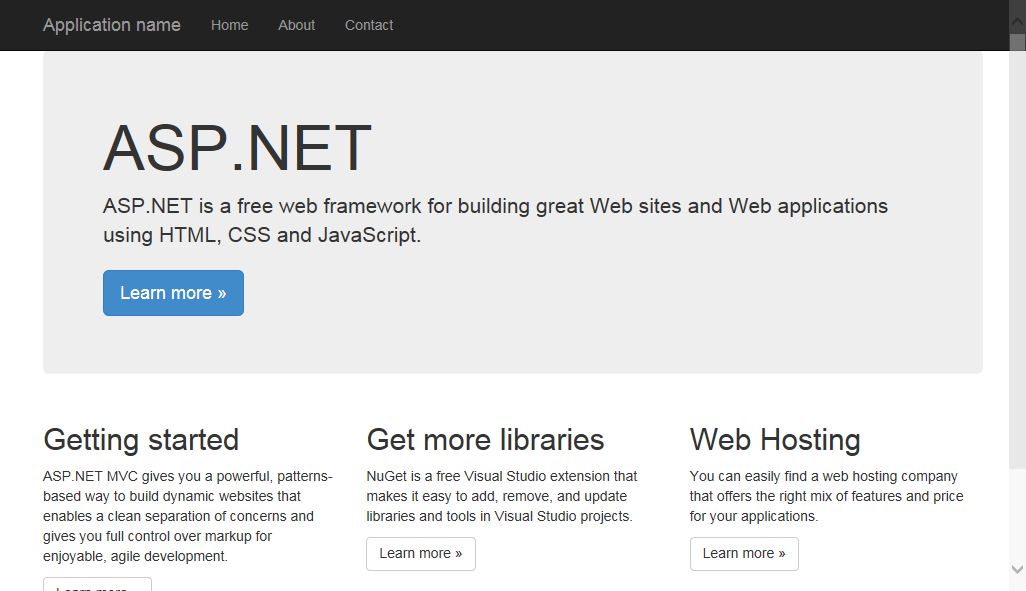 Application name Home About Contact
ASP.NET
ASP.NET is a free web framework for building great Web sites and Web applications
using HTML, CSS and JavaScript.
Learn more »
Getting started
ASP.NET MVC gives you a powerful, patterns-
based way to build dynamic websites that
enables a clean separation of concerns and
gives you full control over markup for
enjoyable, agile development.
Learn more
Get more libraries
NuGet is a free Visual Studio extension that
makes it easy to add, remove, and update
libraries and tools in Visual Studio projects.
Learn more »
Web Hosting
You can easily find a web hosting company
that offers the right mix of features and price
for your applications.
Learn more »